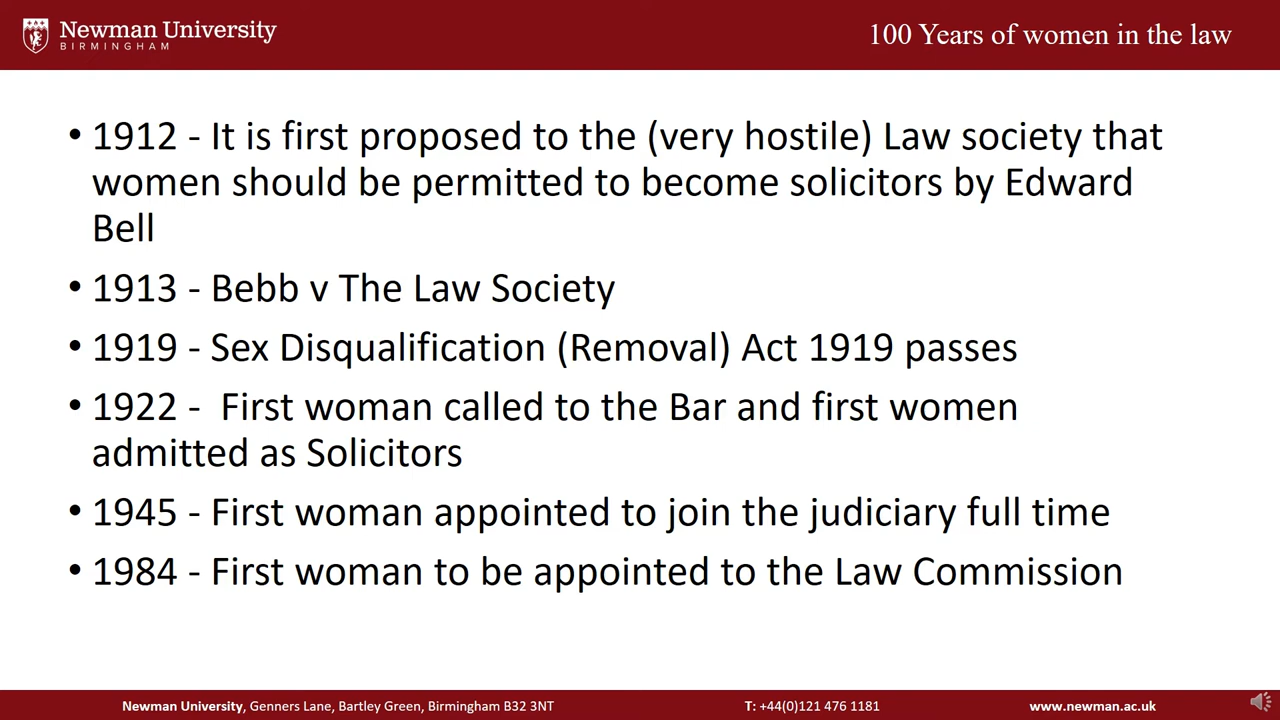 Newman University
BIRMINGHAM
100 Years of women in the law
• 1912 - It is first proposed to the (very hostile) Law society that
women should be permitted to become solicitors by Edward
Bell
• 1913 - Bebb v The Law Society
• 1919 - Sex Disqualification (Removal) Act 1919 passes
• 1922 -  First woman called to the Bar and first women
admitted as Solicitors
• 1945 - First woman appointed to join the judiciary full time
• 1984 - First woman to be appointed to the Law Commission
Newman University, Genners Lane, Bartley Green, Birmingham B32 3NT T: +44(0)121 476 1181 www.newman.ac.uk